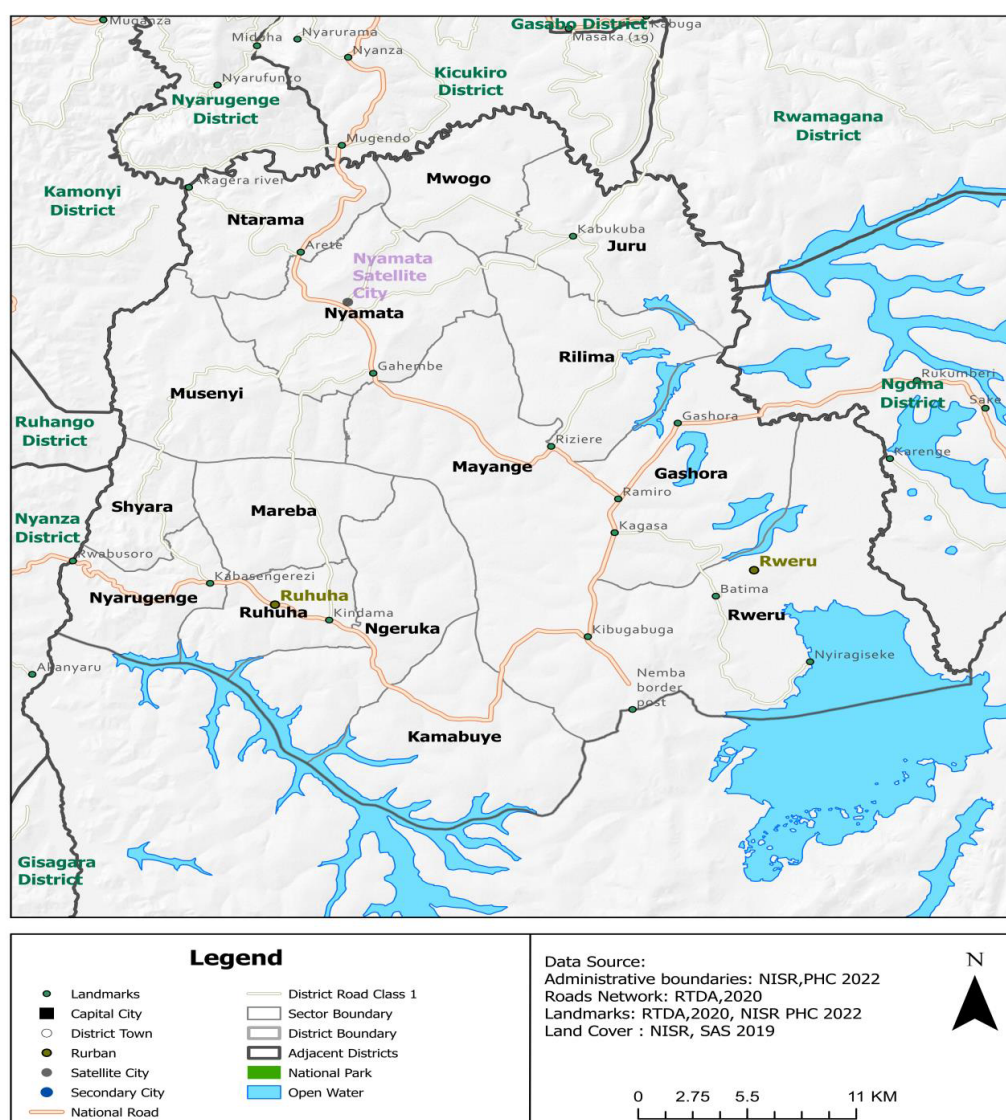 Muganza
Gasabo District
Kabuga
Masaka (19)
Nyarurama
Midoha
Nyanza
Kicukiro
District
Nyarufunzo
Nyarugenge
District
Rwamagana
District
Mugendo
Kamonyi
District
Akagera river
Mwogo
Ntarama
Kabukuba
Juru
Arete
Nyamata
Satellite
City
Nyamata
Rilima
Gahembe
Musenyi
Rukumberi
Ngoma
District
Sake
Ruhango
District
Gashora
Riziere
Mayange
Gashora
Karenge
Shyara
Mareba
Ramiro
Nyanza
District
Kagasa
Rwabusoro
Rweru
Nyarugenge
Kabasengerezi
Ruhuha
Ruhuha
Kindama
Batima
Rweru
Ngeruka
Kibugabuga
Akanyaru
Nyiragiseke
Nemba
border
post
Kamabuye
Gisagara
District
Legend
Landmarks
Capital City
District Town
Rurban
Satellite City
Secondary City
National Road
District Road Class 1
Sector Boundary
District Boundary
Adjacent Districts
National Park
Open Water
Data Source:
Administrative boundaries: NISR,PHC 2022
Roads Network: RTDA,2020
Landmarks: RTDA,2020, NISR PHC 2022
Land Cover : NISR, SAS 2019
N
0 2.75 5.5 11 KM